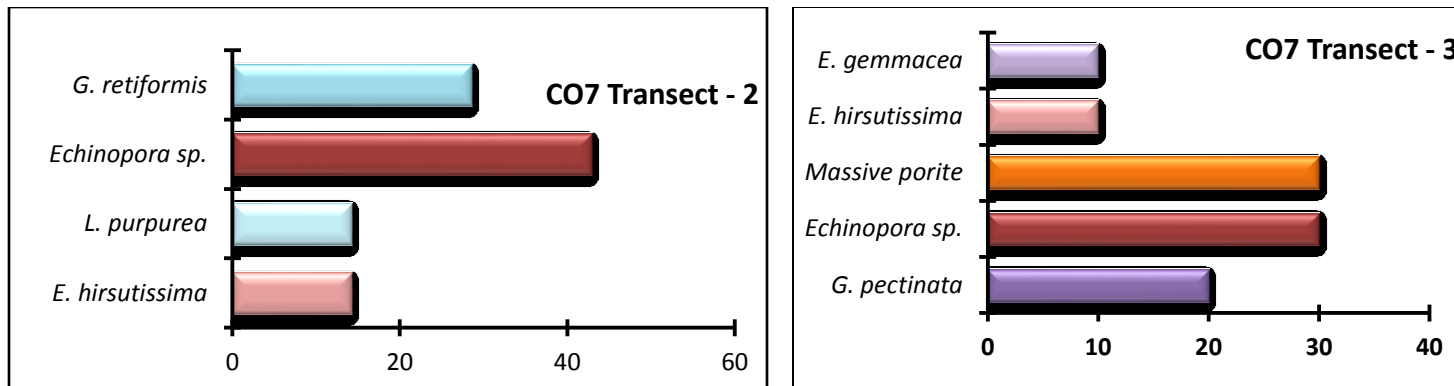 CO7 Transect - 2
G. retiformis
Echinopora sp.
L. purpurea
E. hirsutissima
0 20 40 60
CO7 Transect - 3
E. gemmacea
E. hirsutissima
Massive porite
Echinopora sp.
G. pectinata
0 10 20 30 40